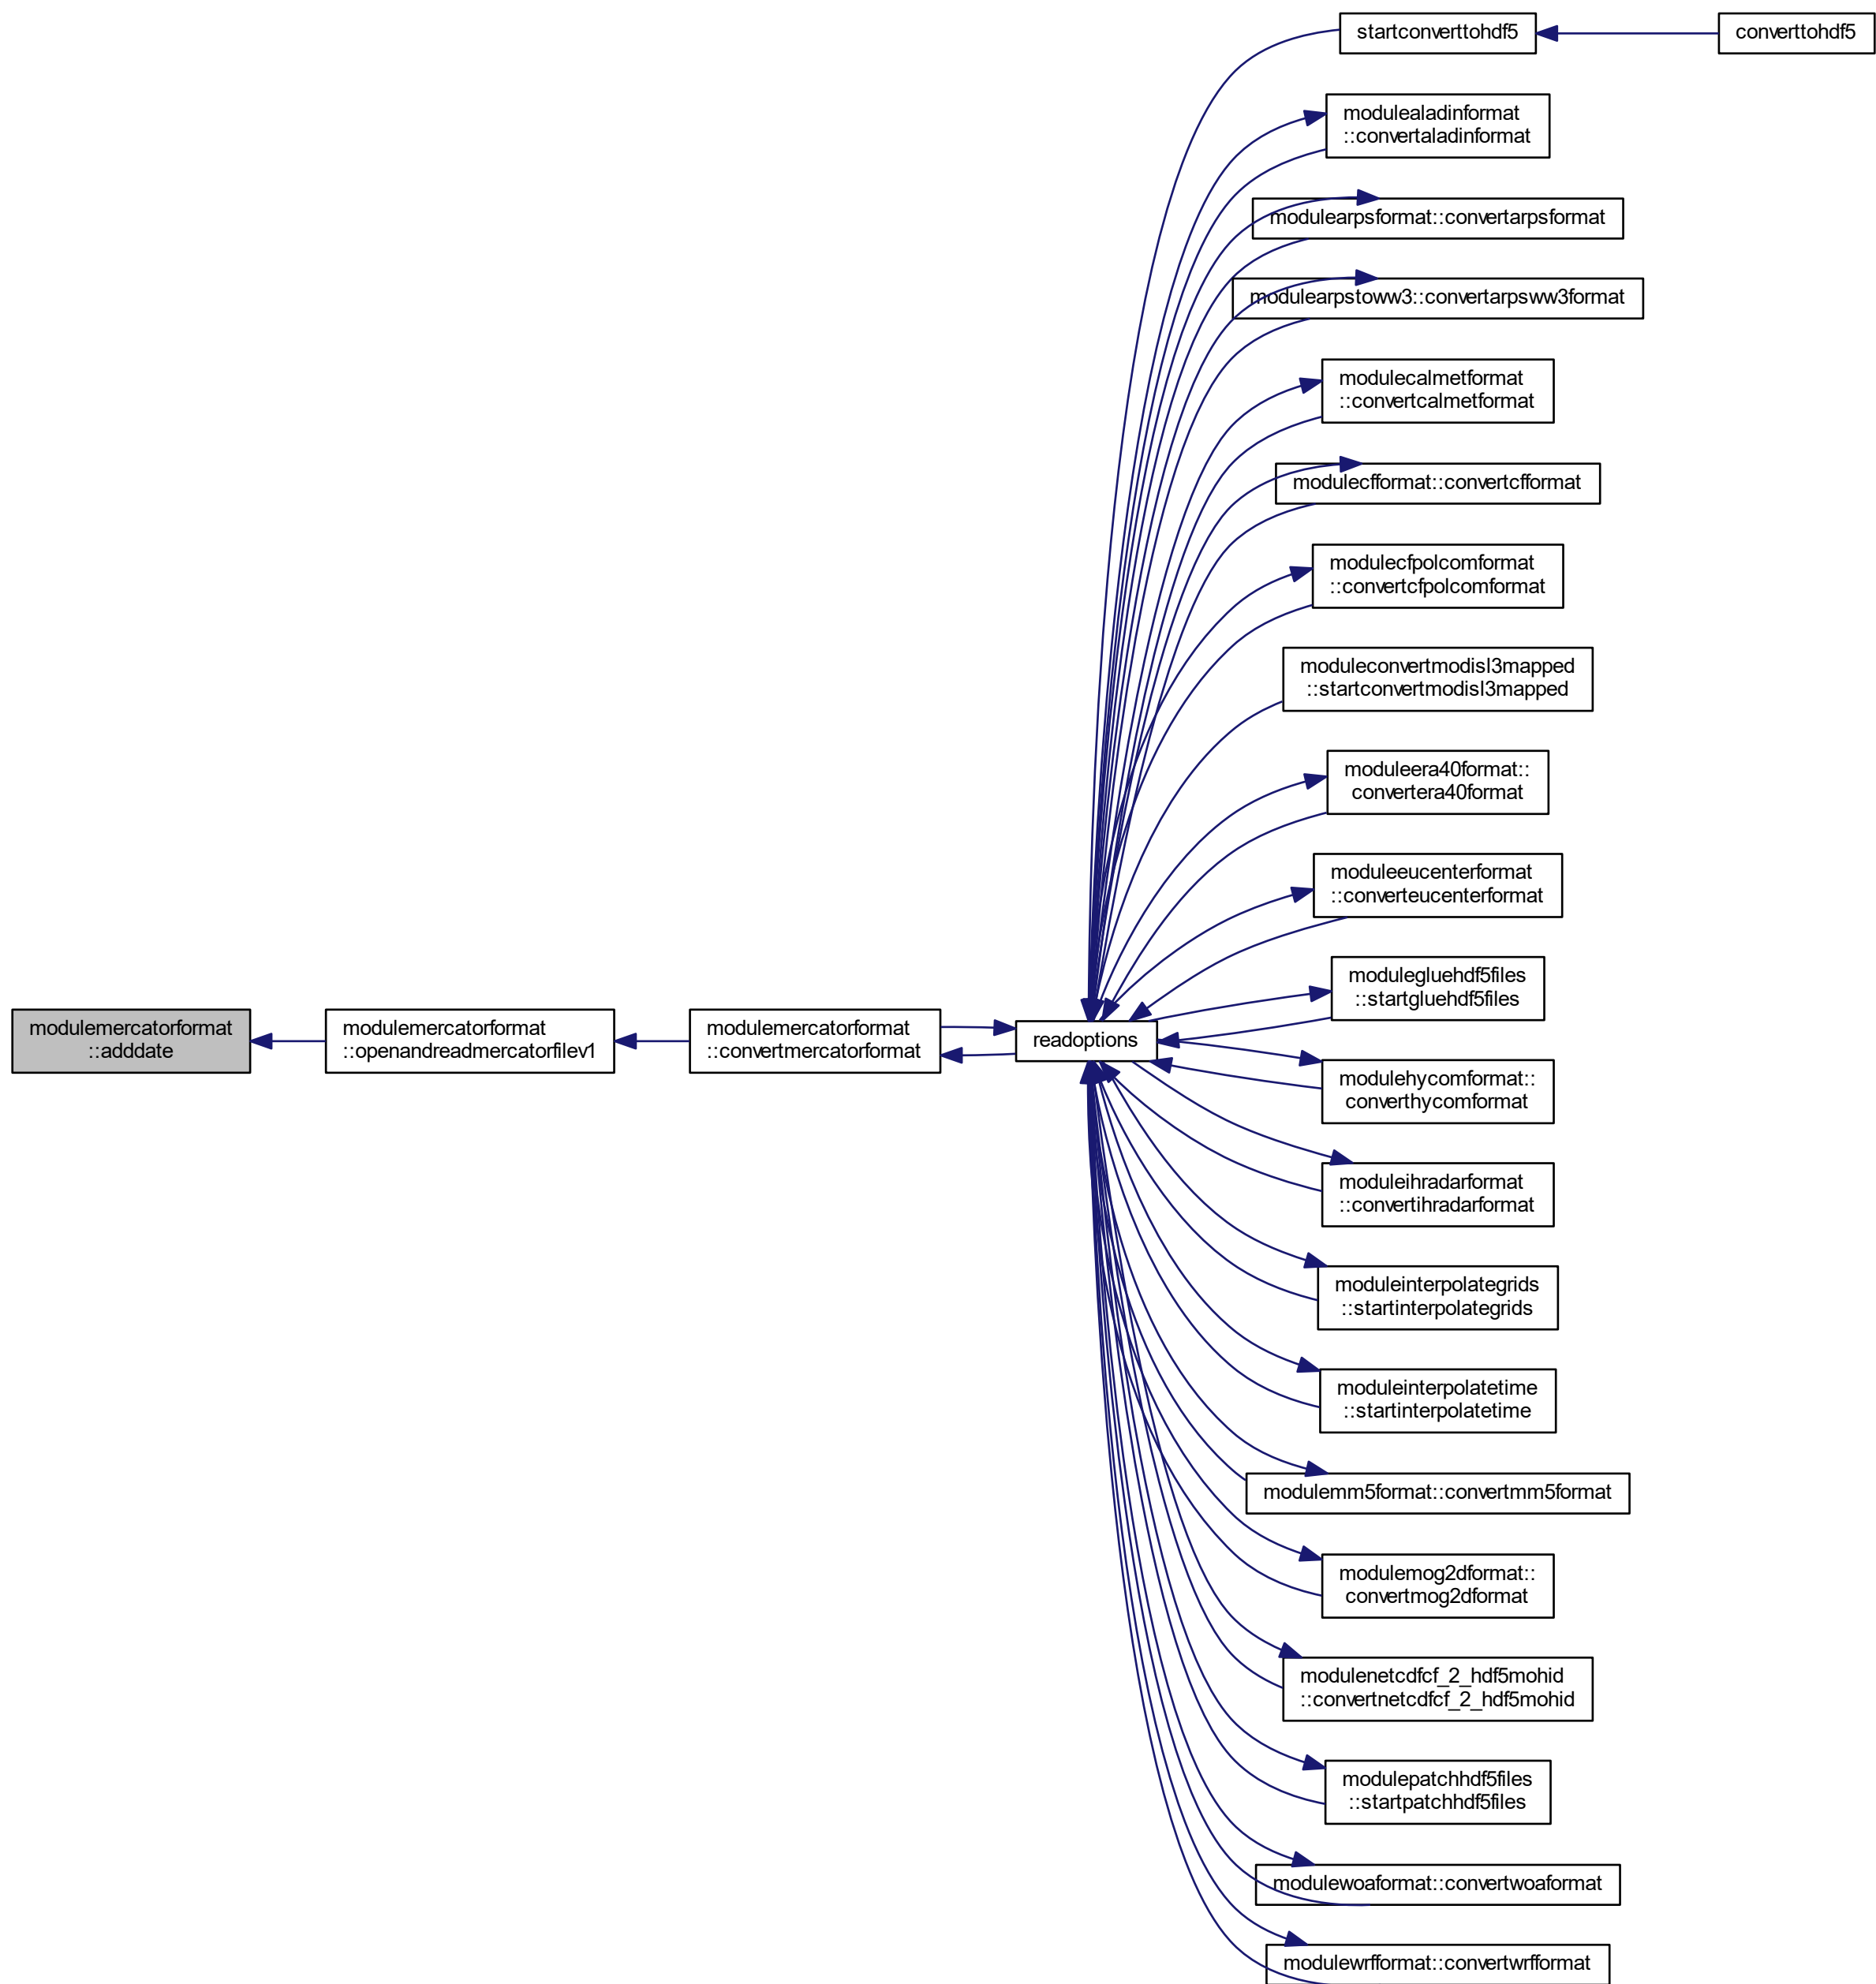 startconverttohdf5
converttohdf5
modulealadinformat
::convertaladinformat
modulearpsformat::convertarpsformat
modulearpstoww3::convertarpsww3format
modulecalmetformat
::convertcalmetformat
modulecfformat::convertcfformat
modulecfpolcomformat
::convertcfpolcomformat
moduleconvertmodisl3mapped
::startconvertmodisl3mapped
moduleera40format::
convertera40format
moduleeucenterformat
::converteucenterformat
modulegluehdf5files
::startgluehdf5files
modulemercatorformat
::adddate
modulemercatorformat
::openandreadmercatorfilev1
modulemercatorformat
::convertmercatorformat
readoptions
modulehycomformat::
converthycomformat
moduleihradarformat
::convertihradarformat
moduleinterpolategrids
::startinterpolategrids
moduleinterpolatetime
::startinterpolatetime
modulemm5format::convertmm5format
modulemog2dformat::
convertmog2dformat
modulenetcdfcf_2_hdf5mohid
::convertnetcdfcf_2_hdf5mohid
modulepatchhdf5files
::startpatchhdf5files
modulewoaformat::convertwoaformat
modulewrfformat::convertwrfformat